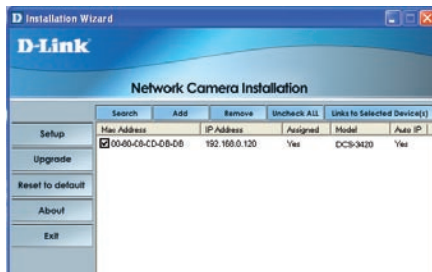 D Installation Wizard
D-Link
Network Camera Installation
Search Add Remove Uncheck ALL Links to Selected Device(s)
Mac Address IP Address Assigned Model Auto IP
00-80-C8-CD-DB-DB 192.168.0.120 Yes DCS-3420 Yes
Setup
Upgrade
Reset to default
About
Exit